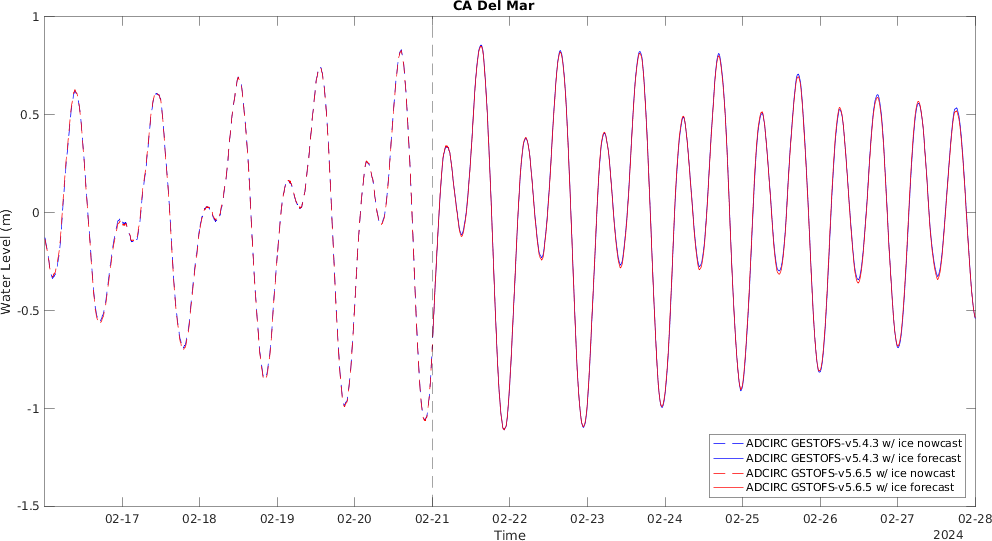 CA Del Mar
1
0.5
0
-0.5
-1
-1.5
Water Level (m)
02-17 02-18 02-19 02-20 02-21 02-22 02-23 02-24 02-25 02-26 02-27 02-28
Time
2024
ADCIRC GESTOFS-v5.4.3 w/ ice nowcast
ADCIRC GESTOFS-v5.4.3 w/ ice forecast
ADCIRC GSTOFS-v5.6.5 w/ ice nowcast
ADCIRC GSTOFS-v5.6.5 w/ ice forecast